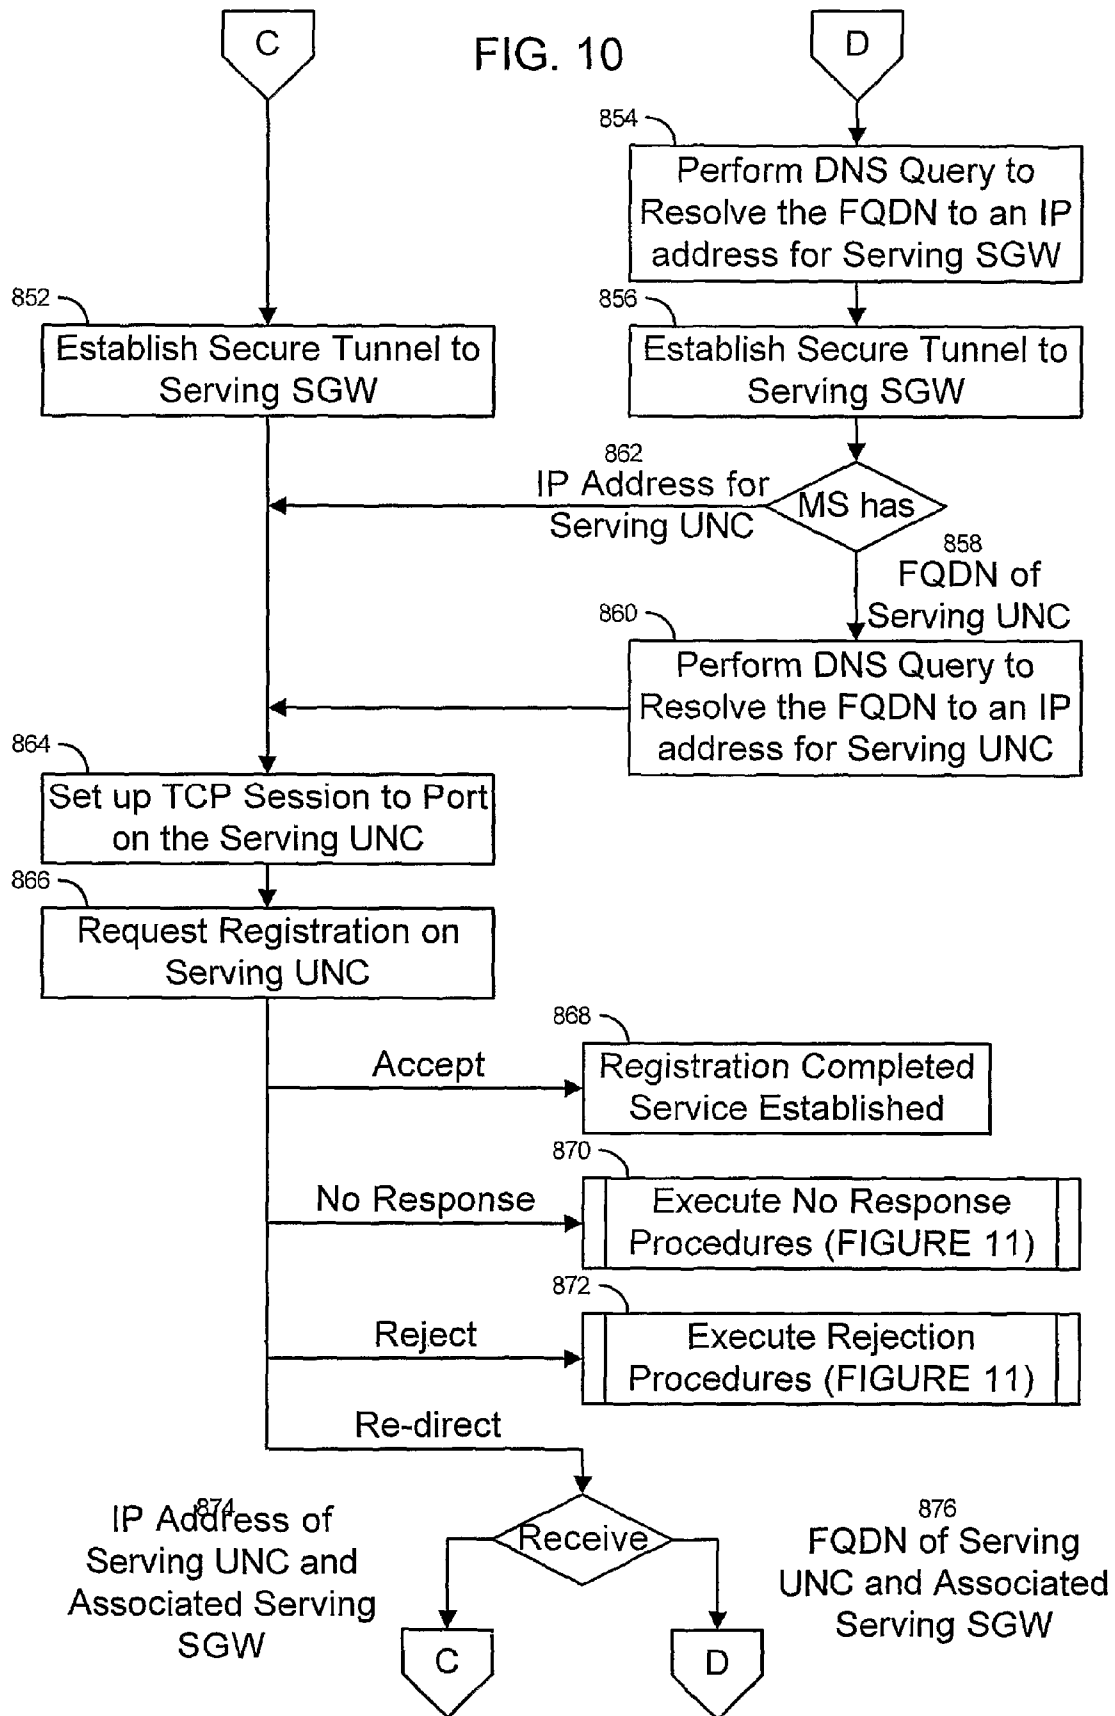 C
FIG. 10
D
854
Perform DNS Query to
Resolve the FQDN to an IP
address for Serving SGW
852
Establish Secure Tunnel to
Serving SGW
856
Establish Secure Tunnel to
Serving SGW
862
IP Address for
Serving UNC
MS has
858
FQDN of
Serving UNC
860
Perform DNS Query to
Resolve the FQDN to an IP
address for Serving UNC
864
Set up TCP Session to Port
on the Serving UNC
866
Request Registration on
Serving UNC
868
Accept
Registration Completed
Service Established
870
No Response
Execute No Response
Procedures (FIGURE 11)
872
Reject
Execute Rejection
Procedures (FIGURE 11)
Re-direct
874
IP Address of
Serving UNC and
Associated Serving
SGW
Receive
876
FQDN of Serving
UNC and Associated
Serving SGW
C
D